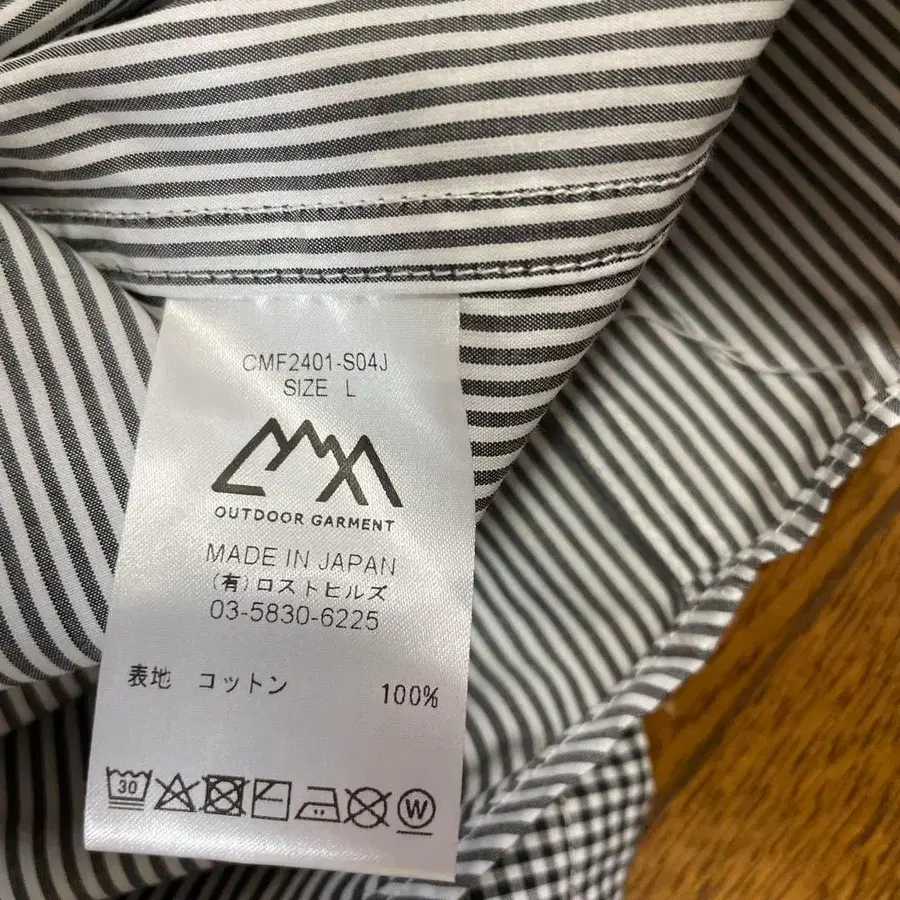 CMF2401-S04J
SIZE L
OUTDOOR GARMENT
MADE IN JAPAN
(有)ロストヒルズ
03-5830-6225
表地 コットン 100%
30 W